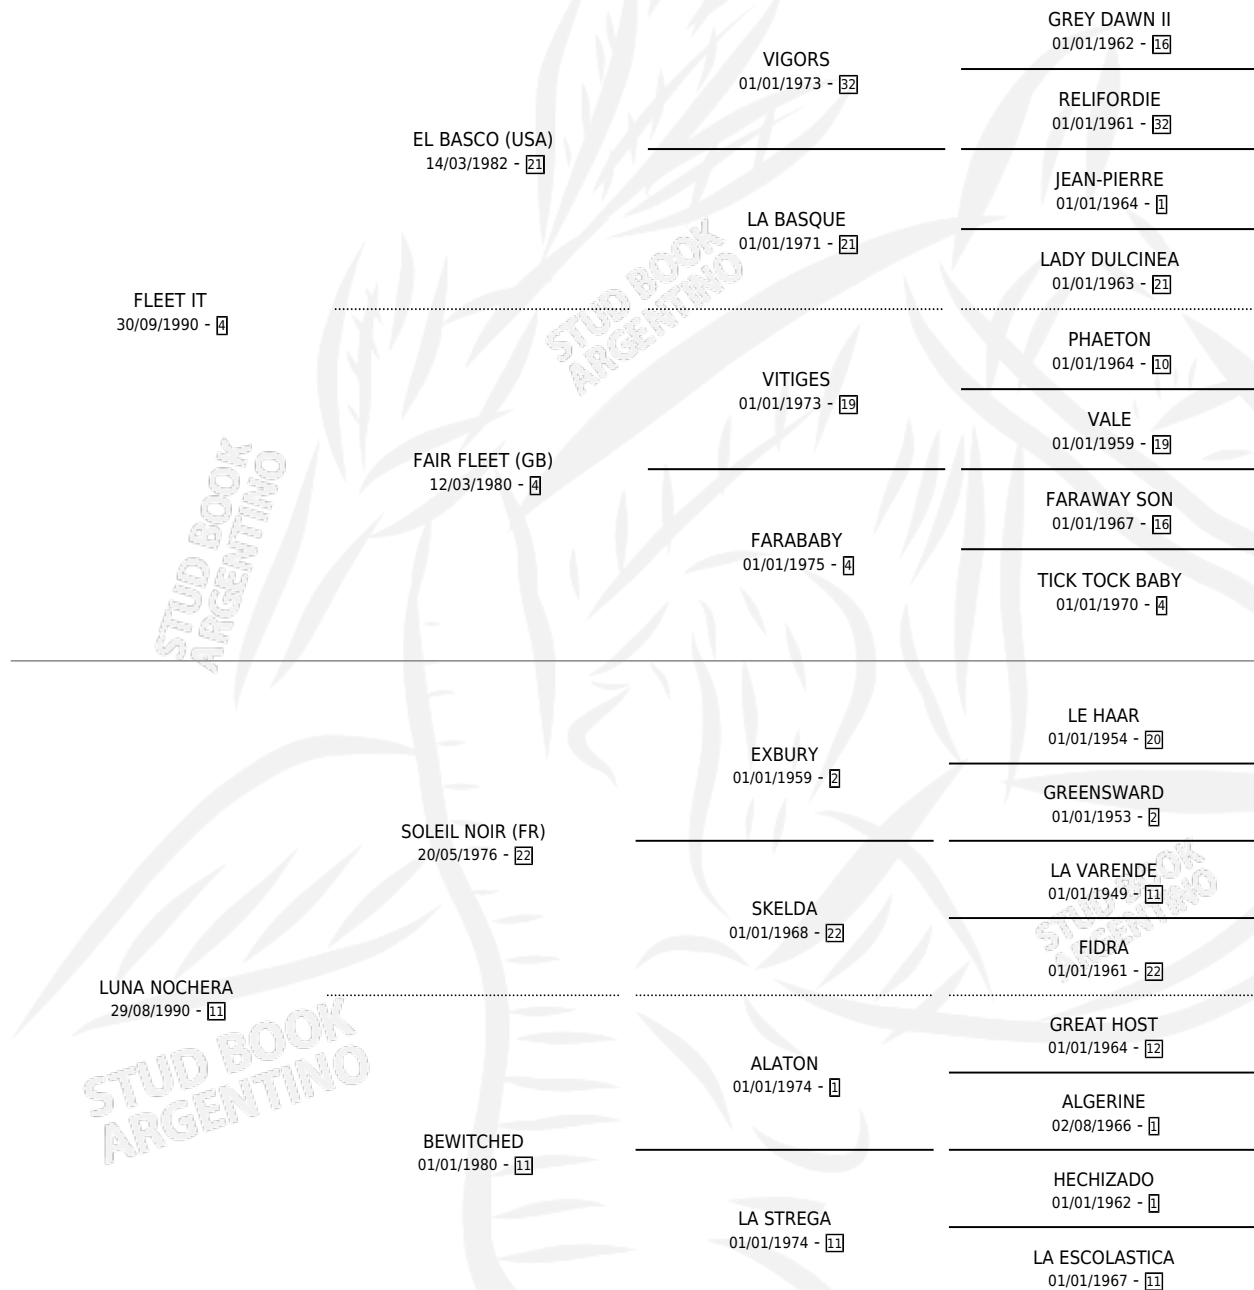 GREY DAWN II
01/01/1962 - 16
VIGORS
01/01/1973 - 32
RELIFORDIE
01/01/1961 - 32
EL BASCO (USA)
14/03/1982 - 21
JEAN-PIERRE
01/01/1964 - 1
LA BASQUE
01/01/1971 - 21
LADY DULCINEA
01/01/1963 - 21
FLEET IT
30/09/1990 - 4
STUD BOOK
ARGENTINO
PHAETON
01/01/1964 - 10
VITIGES
01/01/1973 - 19
VALE
01/01/1959 - 19
FAIR FLEET (GB)
12/03/1980 - 4
STUD BOOK
ARGENTINO
FARAWAY SON
01/01/1967 - 16
FARABABY
01/01/1975 - 4
TICK TOCK BABY
01/01/1970 - 4
LE HAAR
01/01/1954 - 20
EXBURY
01/01/1959 - 2
GREENSWARD
01/01/1953 - 2
SOLEIL NOIR (FR)
20/05/1976 - 22
LA VARENDE
01/01/1949 - 11
STUD BOOK
ARGENTINO
SKELDA
01/01/1968 - 22
FIDRA
01/01/1961 - 22
LUNA NOCHERA
29/08/1990 - 11
STUD BOOK
ARGENTINO
GREAT HOST
01/01/1964 - 12
ALATON
01/01/1974 - 1
ALGERINE
02/08/1966 - 1
BEWITCHED
01/01/1980 - 11
HECHIZADO
01/01/1962 - 1
LA STREGA
01/01/1974 - 11
LA ESCOLASTICA
01/01/1967 - 11